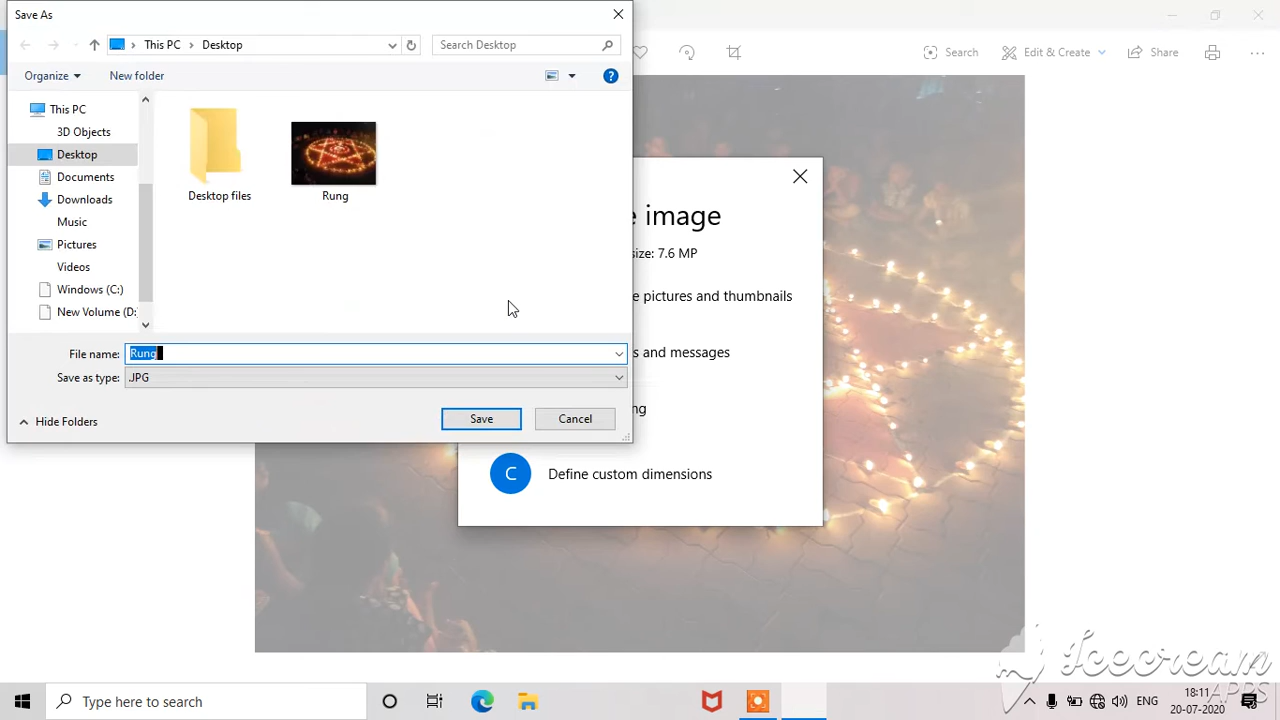 Save As
This PC
Desktop
Search Desktop
Search
Edit & Create
Share
Organize
New folder
This PC
3D Objects
Desktop
Documents
Downloads
Music
Pictures
Videos
Windows (C:)
New Volume (D:
Desktop files
Rung
e image
size: 7.6 MP
e pictures and thumbnails
s and messages
ng
C Define custom dimensions
File name: Rung
Save as type: .JPG
Hide Folders
Save
Cancel
Icecream
APPS
Type here to search
ENG
18:11
20-07-2020